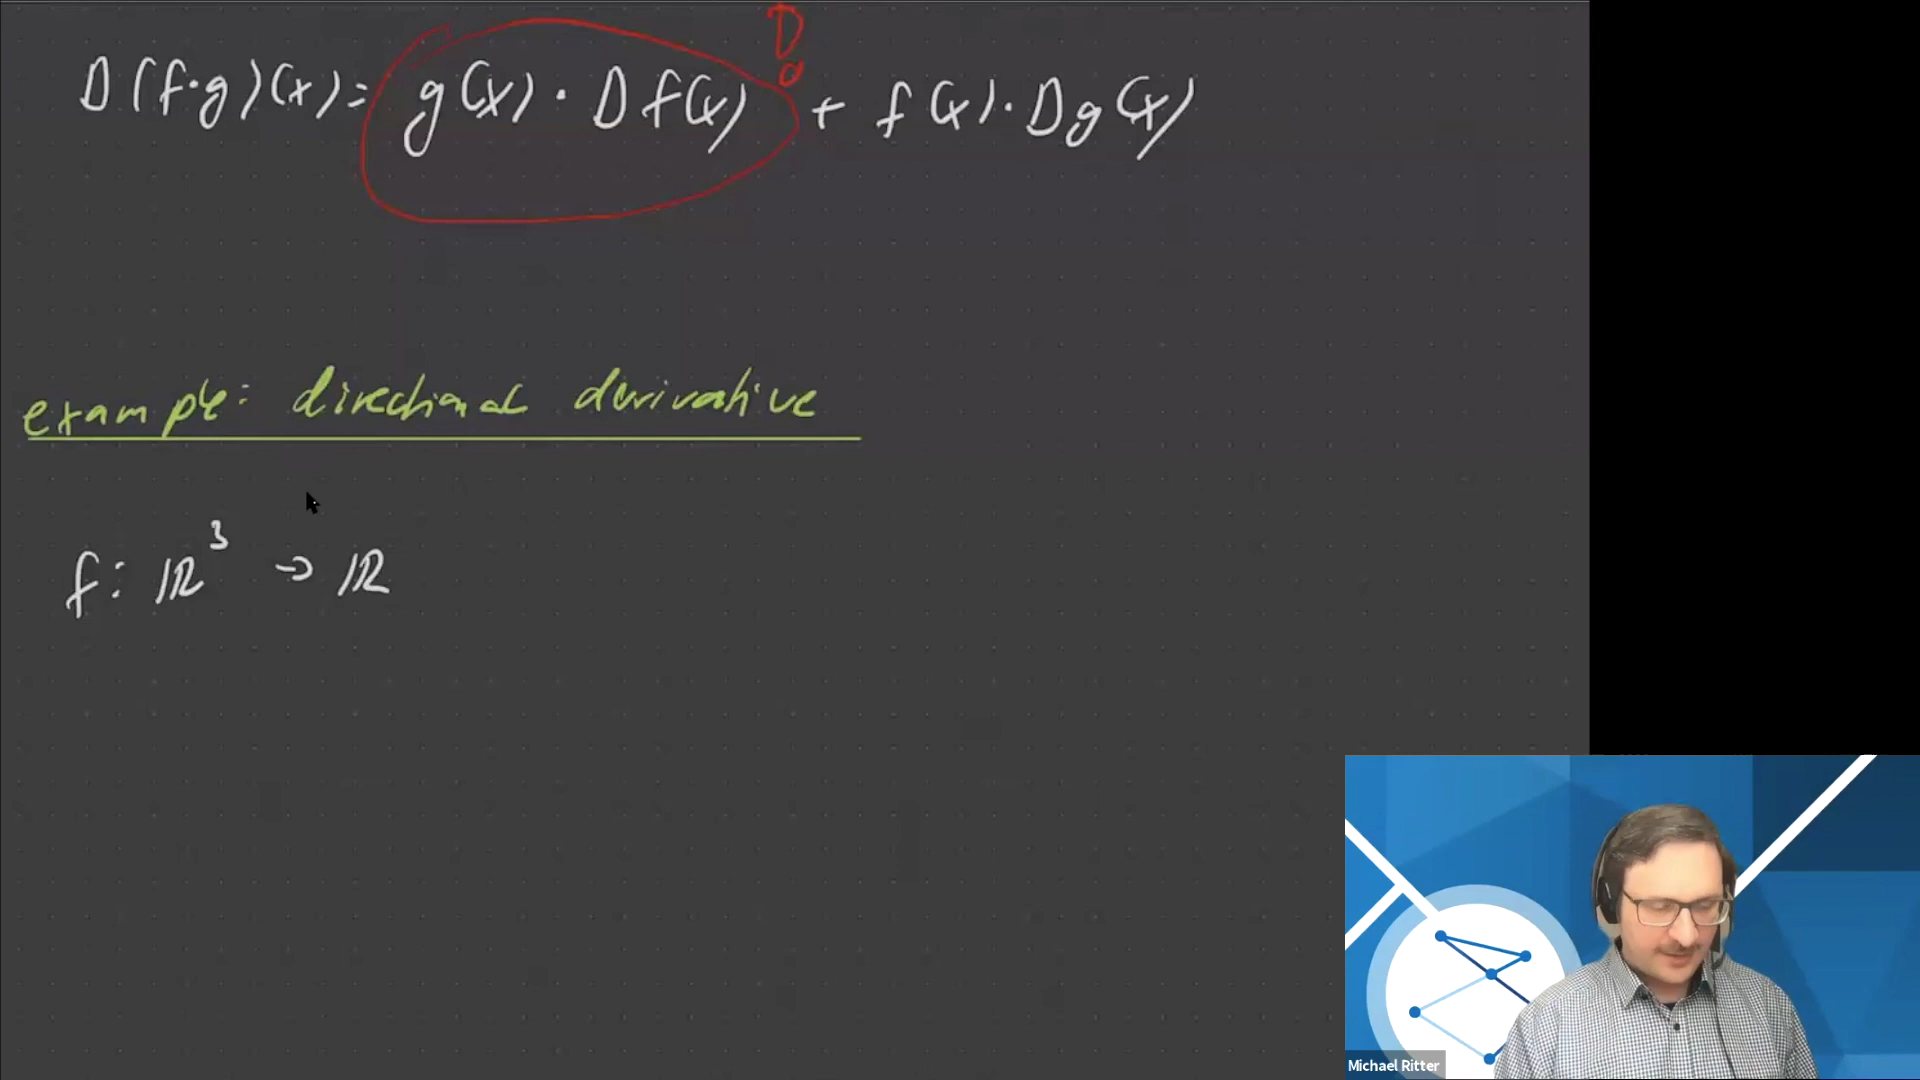 D
D(f·g)(x)= g(x)·Df(x) + f(x)·Dg(x)
example: directional derivative
f: ℝ³ → ℝ
Michael Ritter